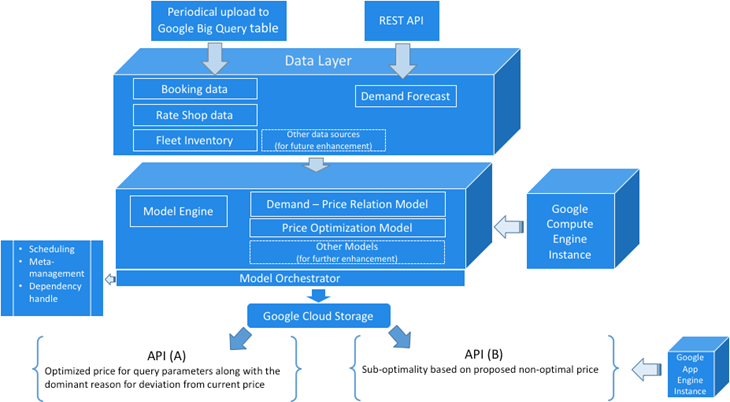 Periodical upload to
Google Big Query table
REST API
Data Layer
Booking data
Rate Shop data
Fleet Inventory
Demand Forecast
Other data sources
(for future enhancement)
Model Engine
Demand – Price Relation Model
Price Optimization Model
Other Models
(for further enhancement)
Google
Compute
Engine
Instance
• Scheduling
• Meta-
management
• Dependency
handle
Model Orchestrator
Google Cloud Storage
API (A)
Optimized price for query parameters along with the
dominant reason for deviation from current price
API (B)
Sub-optimality based on proposed non-optimal price
Google
App
Engine
Instance